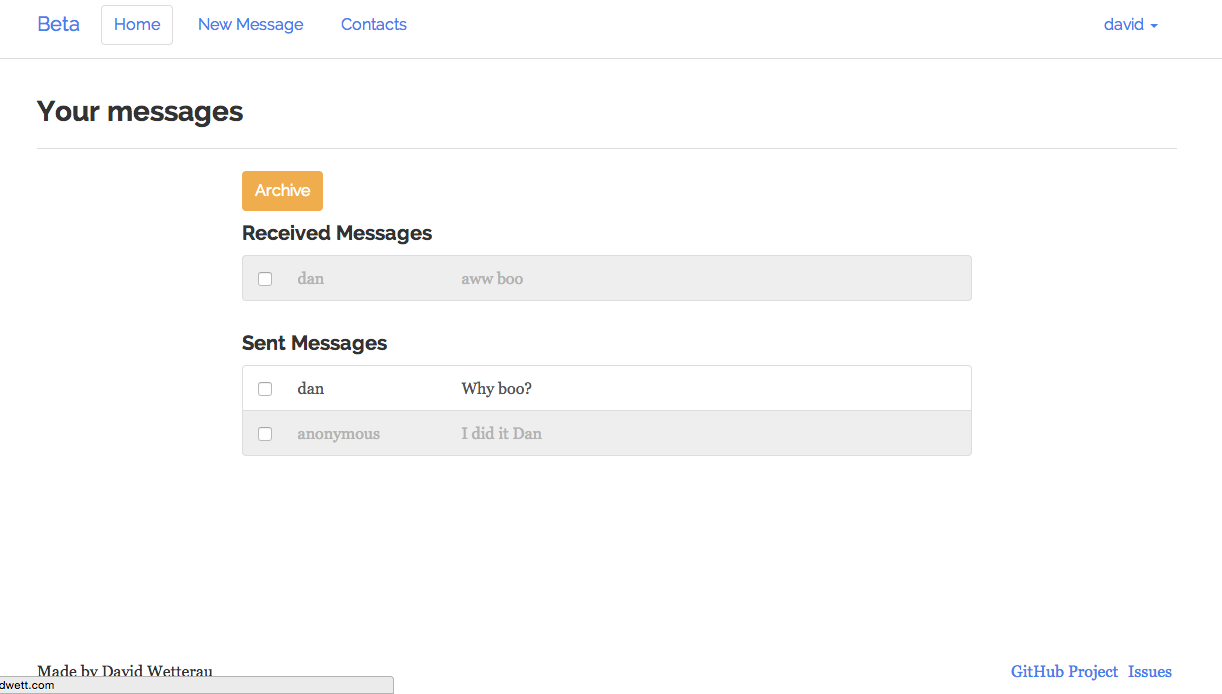 Beta Home New Message Contacts david
Your messages
Archive
Received Messages
dan aww boo
Sent Messages
dan Why boo?
anonymous I did it Dan
Made by David Wetterau GitHub Project Issues
dwett.com